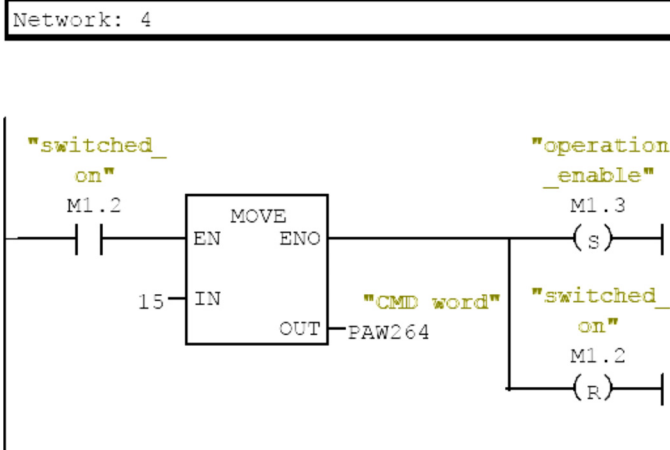 Network: 4
"switched_
on"
M1.2
MOVE
EN
ENO
15
IN
OUT
"CMD word"
PAW264
"operation
_enable"
M1.3
S
"switched_
on"
M1.2
R